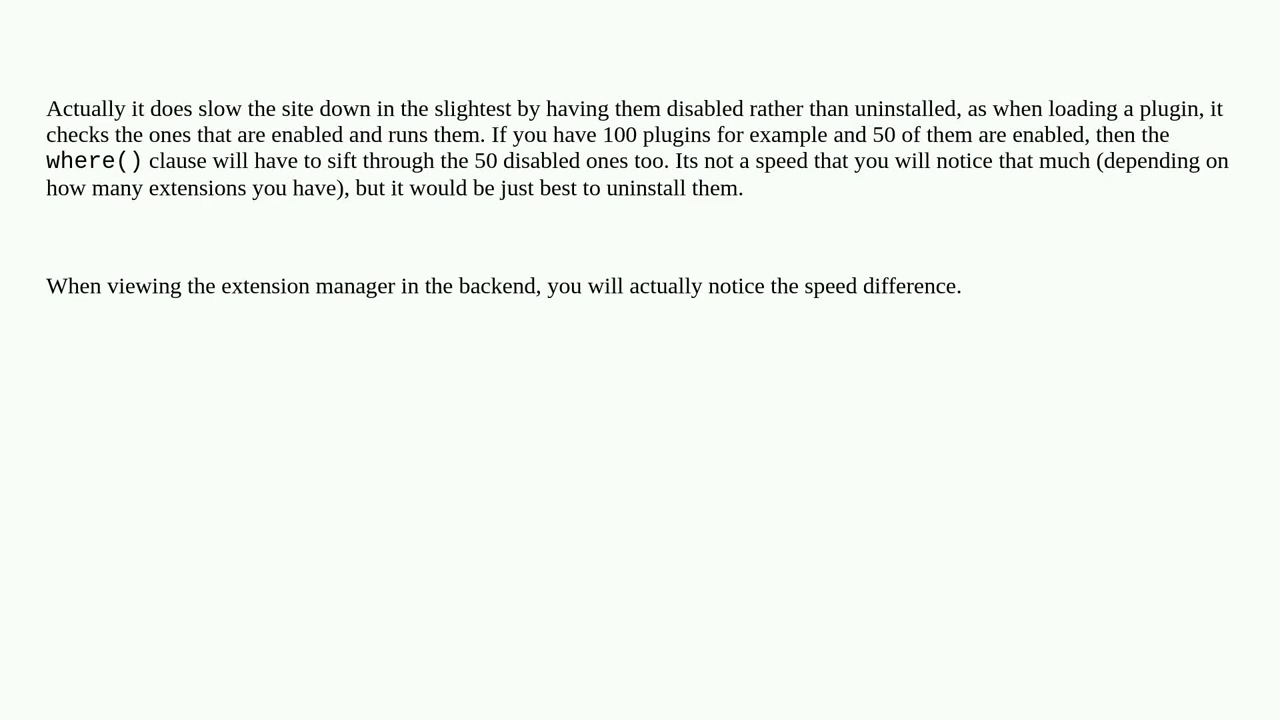 Actually it does slow the site down in the slightest by having them disabled rather than uninstalled, as when loading a plugin, it
checks the ones that are enabled and runs them. If you have 100 plugins for example and 50 of them are enabled, then the
where() clause will have to sift through the 50 disabled ones too. Its not a speed that you will notice that much (depending on
how many extensions you have), but it would be just best to uninstall them.
When viewing the extension manager in the backend, you will actually notice the speed difference.